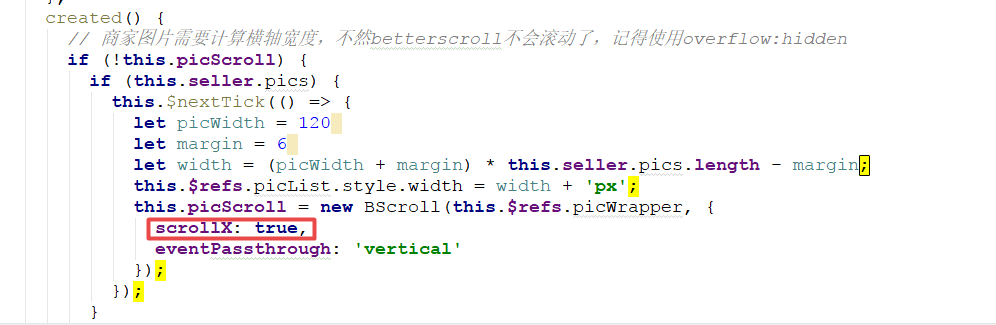 created() {
// 商家图片需要计算横轴宽度，不然betterscroll不会滚动了，记得使用overflow:hidden
if (!this.picScroll) {
if (this.seller.pics) {
this.$nextTick(() => {
let picWidth = 120
let margin = 6
let width = (picWidth + margin) * this.seller.pics.length - margin;
this.$refs.picList.style.width = width + 'px';
this.picScroll = new BScroll(this.$refs.picWrapper, {
scrollX: true,
eventPassthrough: 'vertical'
});
});
}